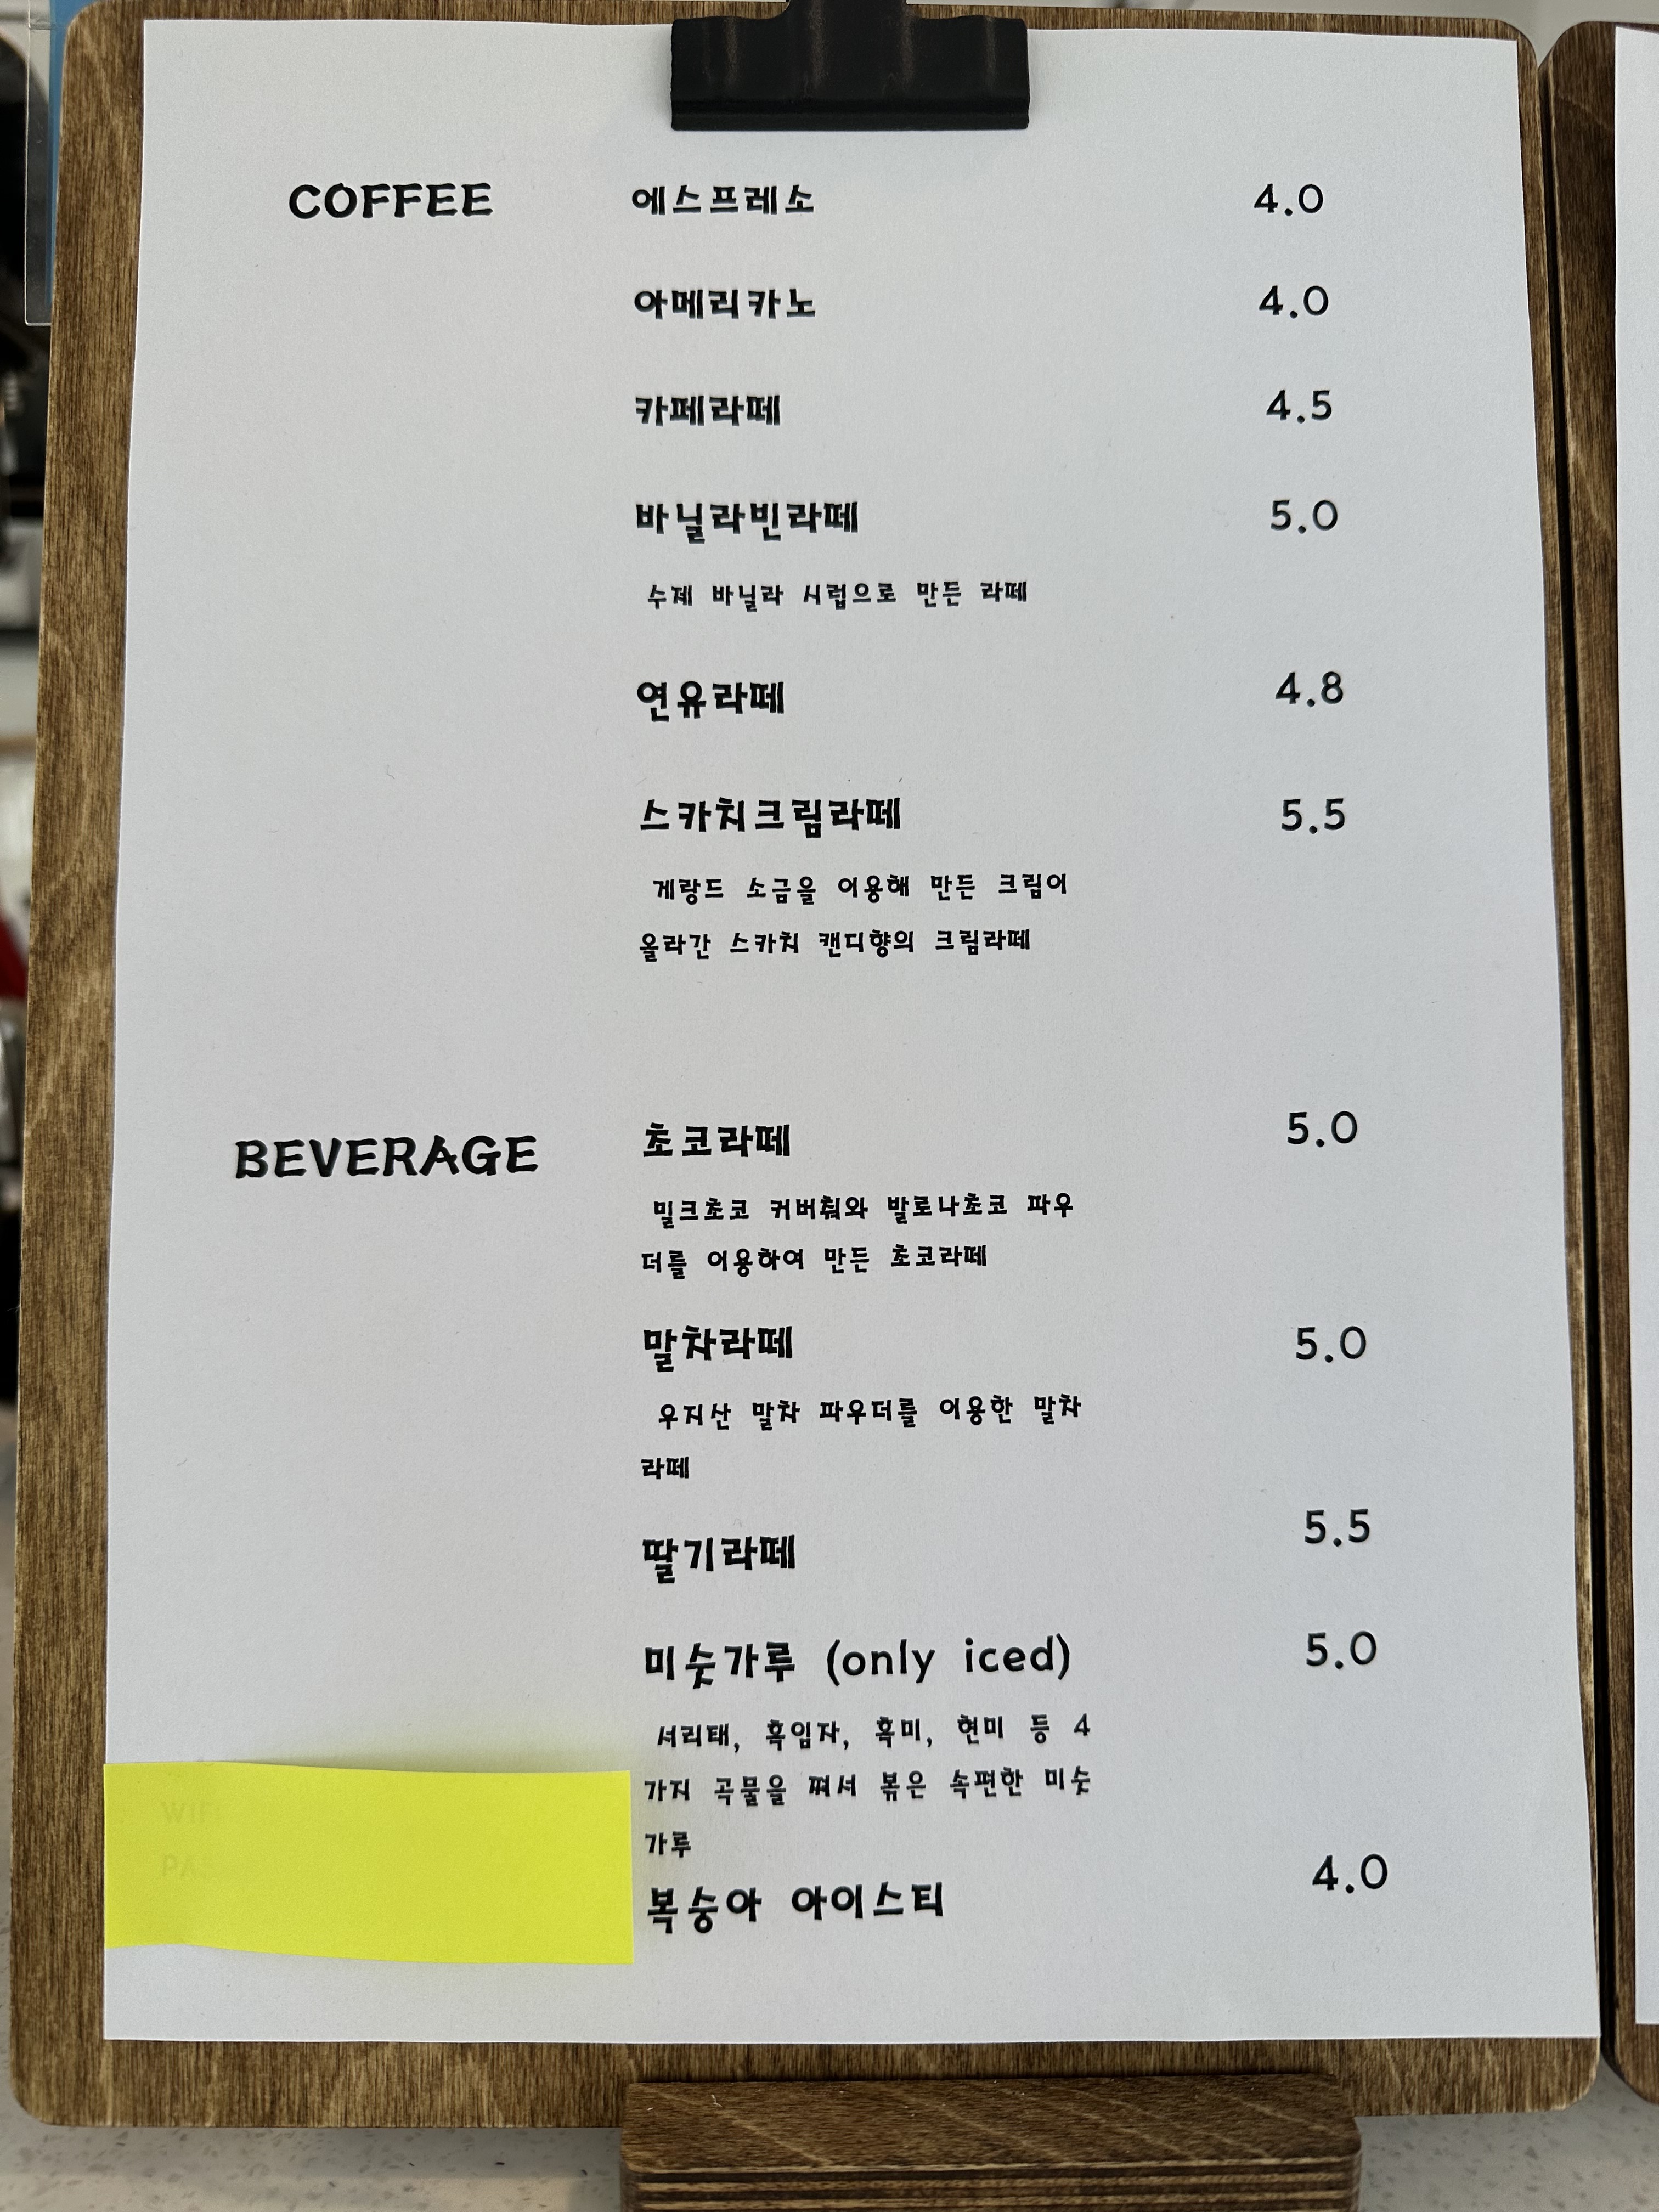 COFFEE 에스프레소 4.0
아메리카노 4.0
카페라떼 4.5
바닐라빈라떼 5.0
수제 바닐라 시럽으로 만든 라떼
연유라떼 4.8
스카치크림라떼 5.5
게랑드 소금을 이용해 만든 크림이
올라간 스카치 캔디향의 크림라떼
BEVERAGE 초코라떼 5.0
밀크초코 커버춰와 발로나초코 파우
더를 이용하여 만든 초코라떼
말차라떼 5.0
우지산 말차 파우더를 이용한 말차
라떼
딸기라떼 5.5
미숫가루 (only iced) 5.0
서리태, 흑임자, 흑미, 현미 등 4
가지 곡물을 쪄서 볶은 속편한 미숫
가루
복숭아 아이스티 4.0